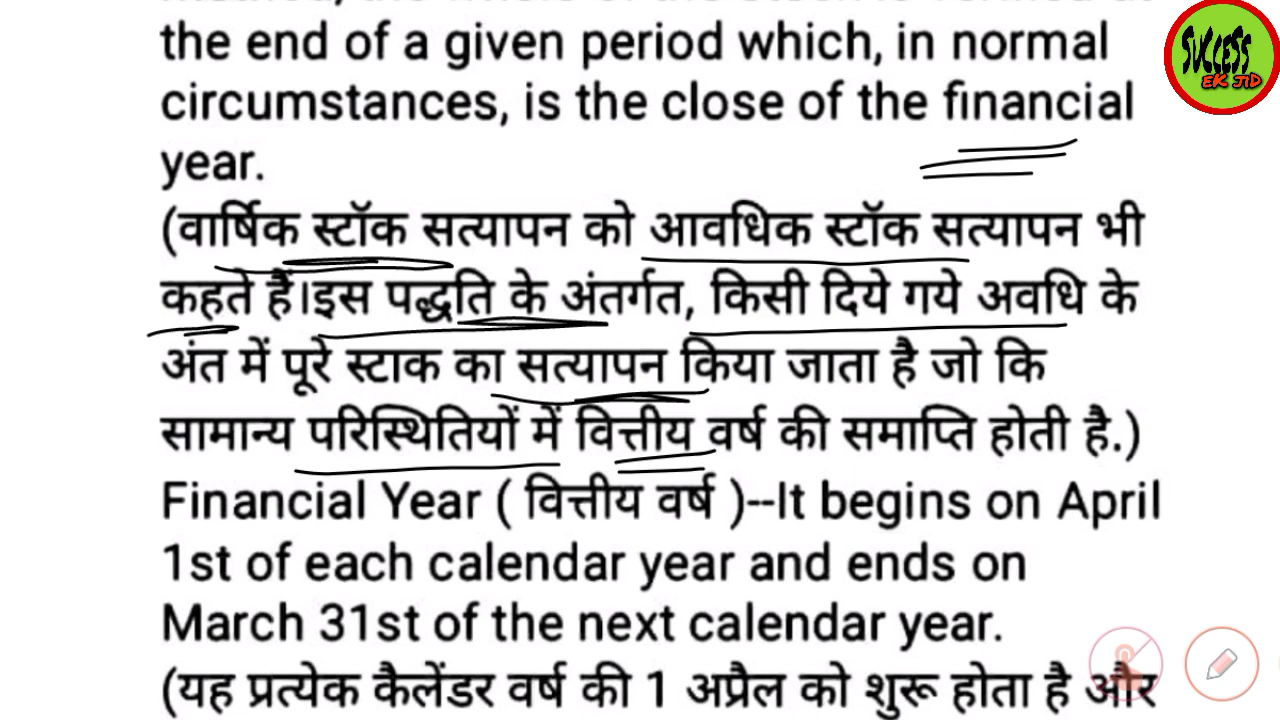 the end of a given period which, in normal
circumstances, is the close of the financial
year.
(वार्षिक स्टॉक सत्यापन को आवधिक स्टॉक सत्यापन भी
कहते हैं।इस पद्धति के अंतर्गत, किसी दिये गये अवधि के
अंत में पूरे स्टाक का सत्यापन किया जाता है जो कि
सामान्य परिस्थितियों में वित्तीय वर्ष की समाप्ति होती है.)
Financial Year ( वित्तीय वर्ष )--It begins on April
1st of each calendar year and ends on
March 31st of the next calendar year.
(यह प्रत्येक कैलेंडर वर्ष की 1 अप्रैल को शुरू होता है और
SUCCESS
EK JID